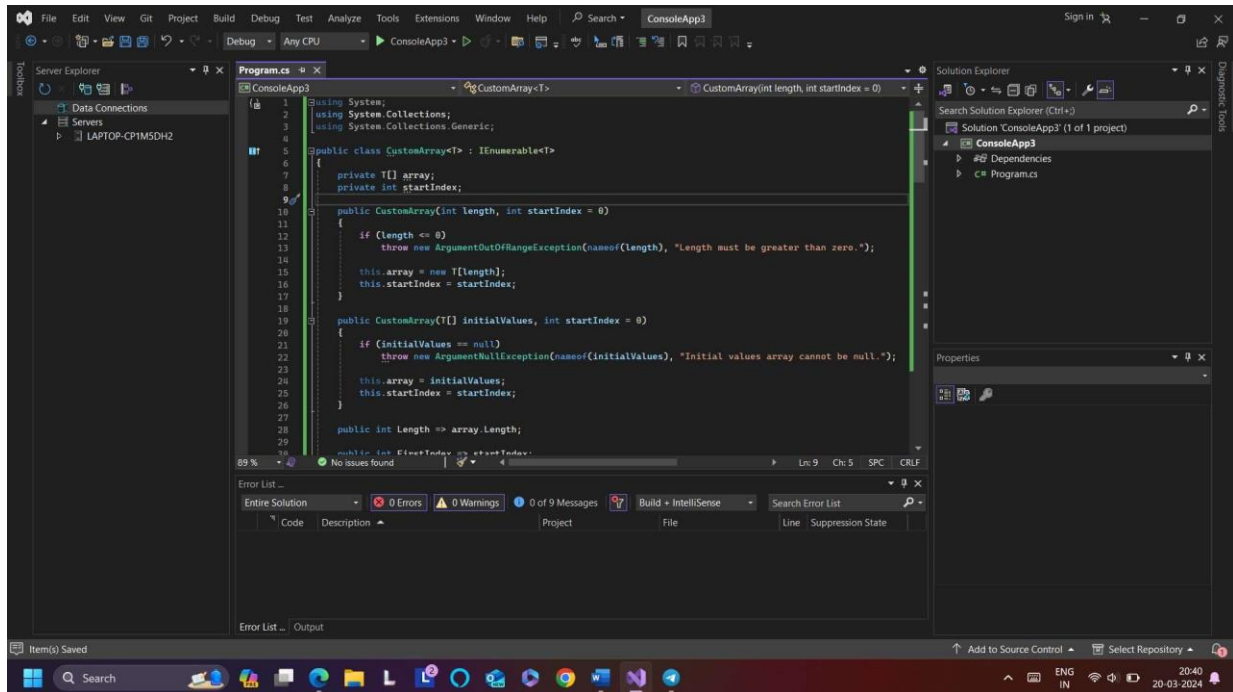 File Edit View Git Project Build Debug Test Analyze Tools Extensions Window Help Search ConsoleApp3 Sign in
Debug Any CPU ConsoleApp3
Toolbox
Server Explorer
Data Connections
Servers
LAPTOP-CP1M5DH2
Program.cs
ConsoleApp3 CustomArray<T> CustomArray(int length, int startIndex = 0)
1 using System;
2 using System.Collections;
3 using System.Collections.Generic;
4
5 public class CustomArray<T> : IEnumerable<T>
6 {
7 private T[] array;
8 private int startIndex;
9
10 public CustomArray(int length, int startIndex = 0)
11 {
12 if (length <= 0)
13 throw new ArgumentOutOfRangeException(nameof(length), "Length must be greater than zero.");
14
15 this.array = new T[length];
16 this.startIndex = startIndex;
17 }
18
19 public CustomArray(T[] initialValues, int startIndex = 0)
20 {
21 if (initialValues == null)
22 throw new ArgumentNullException(nameof(initialValues), "Initial values array cannot be null.");
23
24 this.array = initialValues;
25 this.startIndex = startIndex;
26 }
27
28 public int Length => array.Length;
29
30 public int FirstIndex => startIndex;
89 % No issues found Ln: 9 Ch: 5 SPC CRLF
Error List ...
Entire Solution 0 Errors 0 Warnings 0 of 9 Messages Build + IntelliSense Search Error List
Code Description Project File Line Suppression State
Error List ... Output
Solution Explorer
Search Solution Explorer (Ctrl+;)
Solution 'ConsoleApp3' (1 of 1 project)
ConsoleApp3
Dependencies
C# Program.cs
Properties
Diagnostic Tools
Item(s) Saved Add to Source Control Select Repository
Search
ENG
IN
20:40
20-03-2024